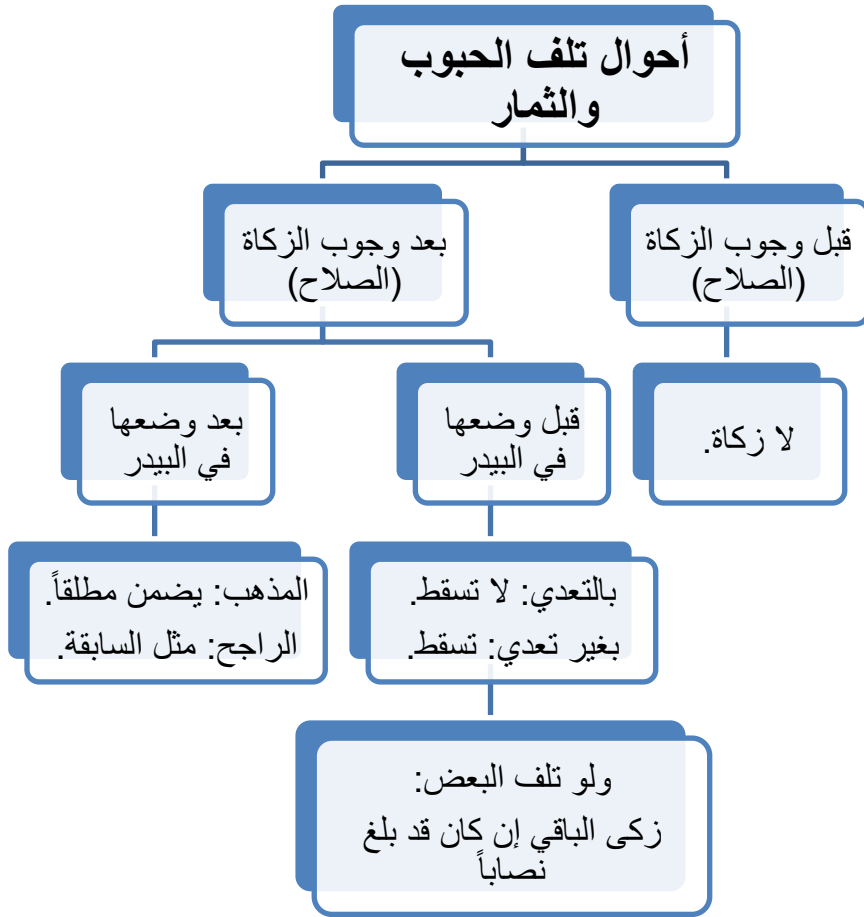 أحوال تلف الحبوب
والثمار
قبل وجوب الزكاة
(الصلاح)
بعد وجوب الزكاة
(الصلاح)
لا زكاة.
قبل وضعها
في البيدر
بعد وضعها
في البيدر
بالتعدي: لا تسقط.
بغير تعدي: تسقط.
المذهب: يضمن مطلقاً.
الراجح: مثل السابقة.
ولو تلف البعض:
زكى الباقي إن كان قد بلغ
نصاباً